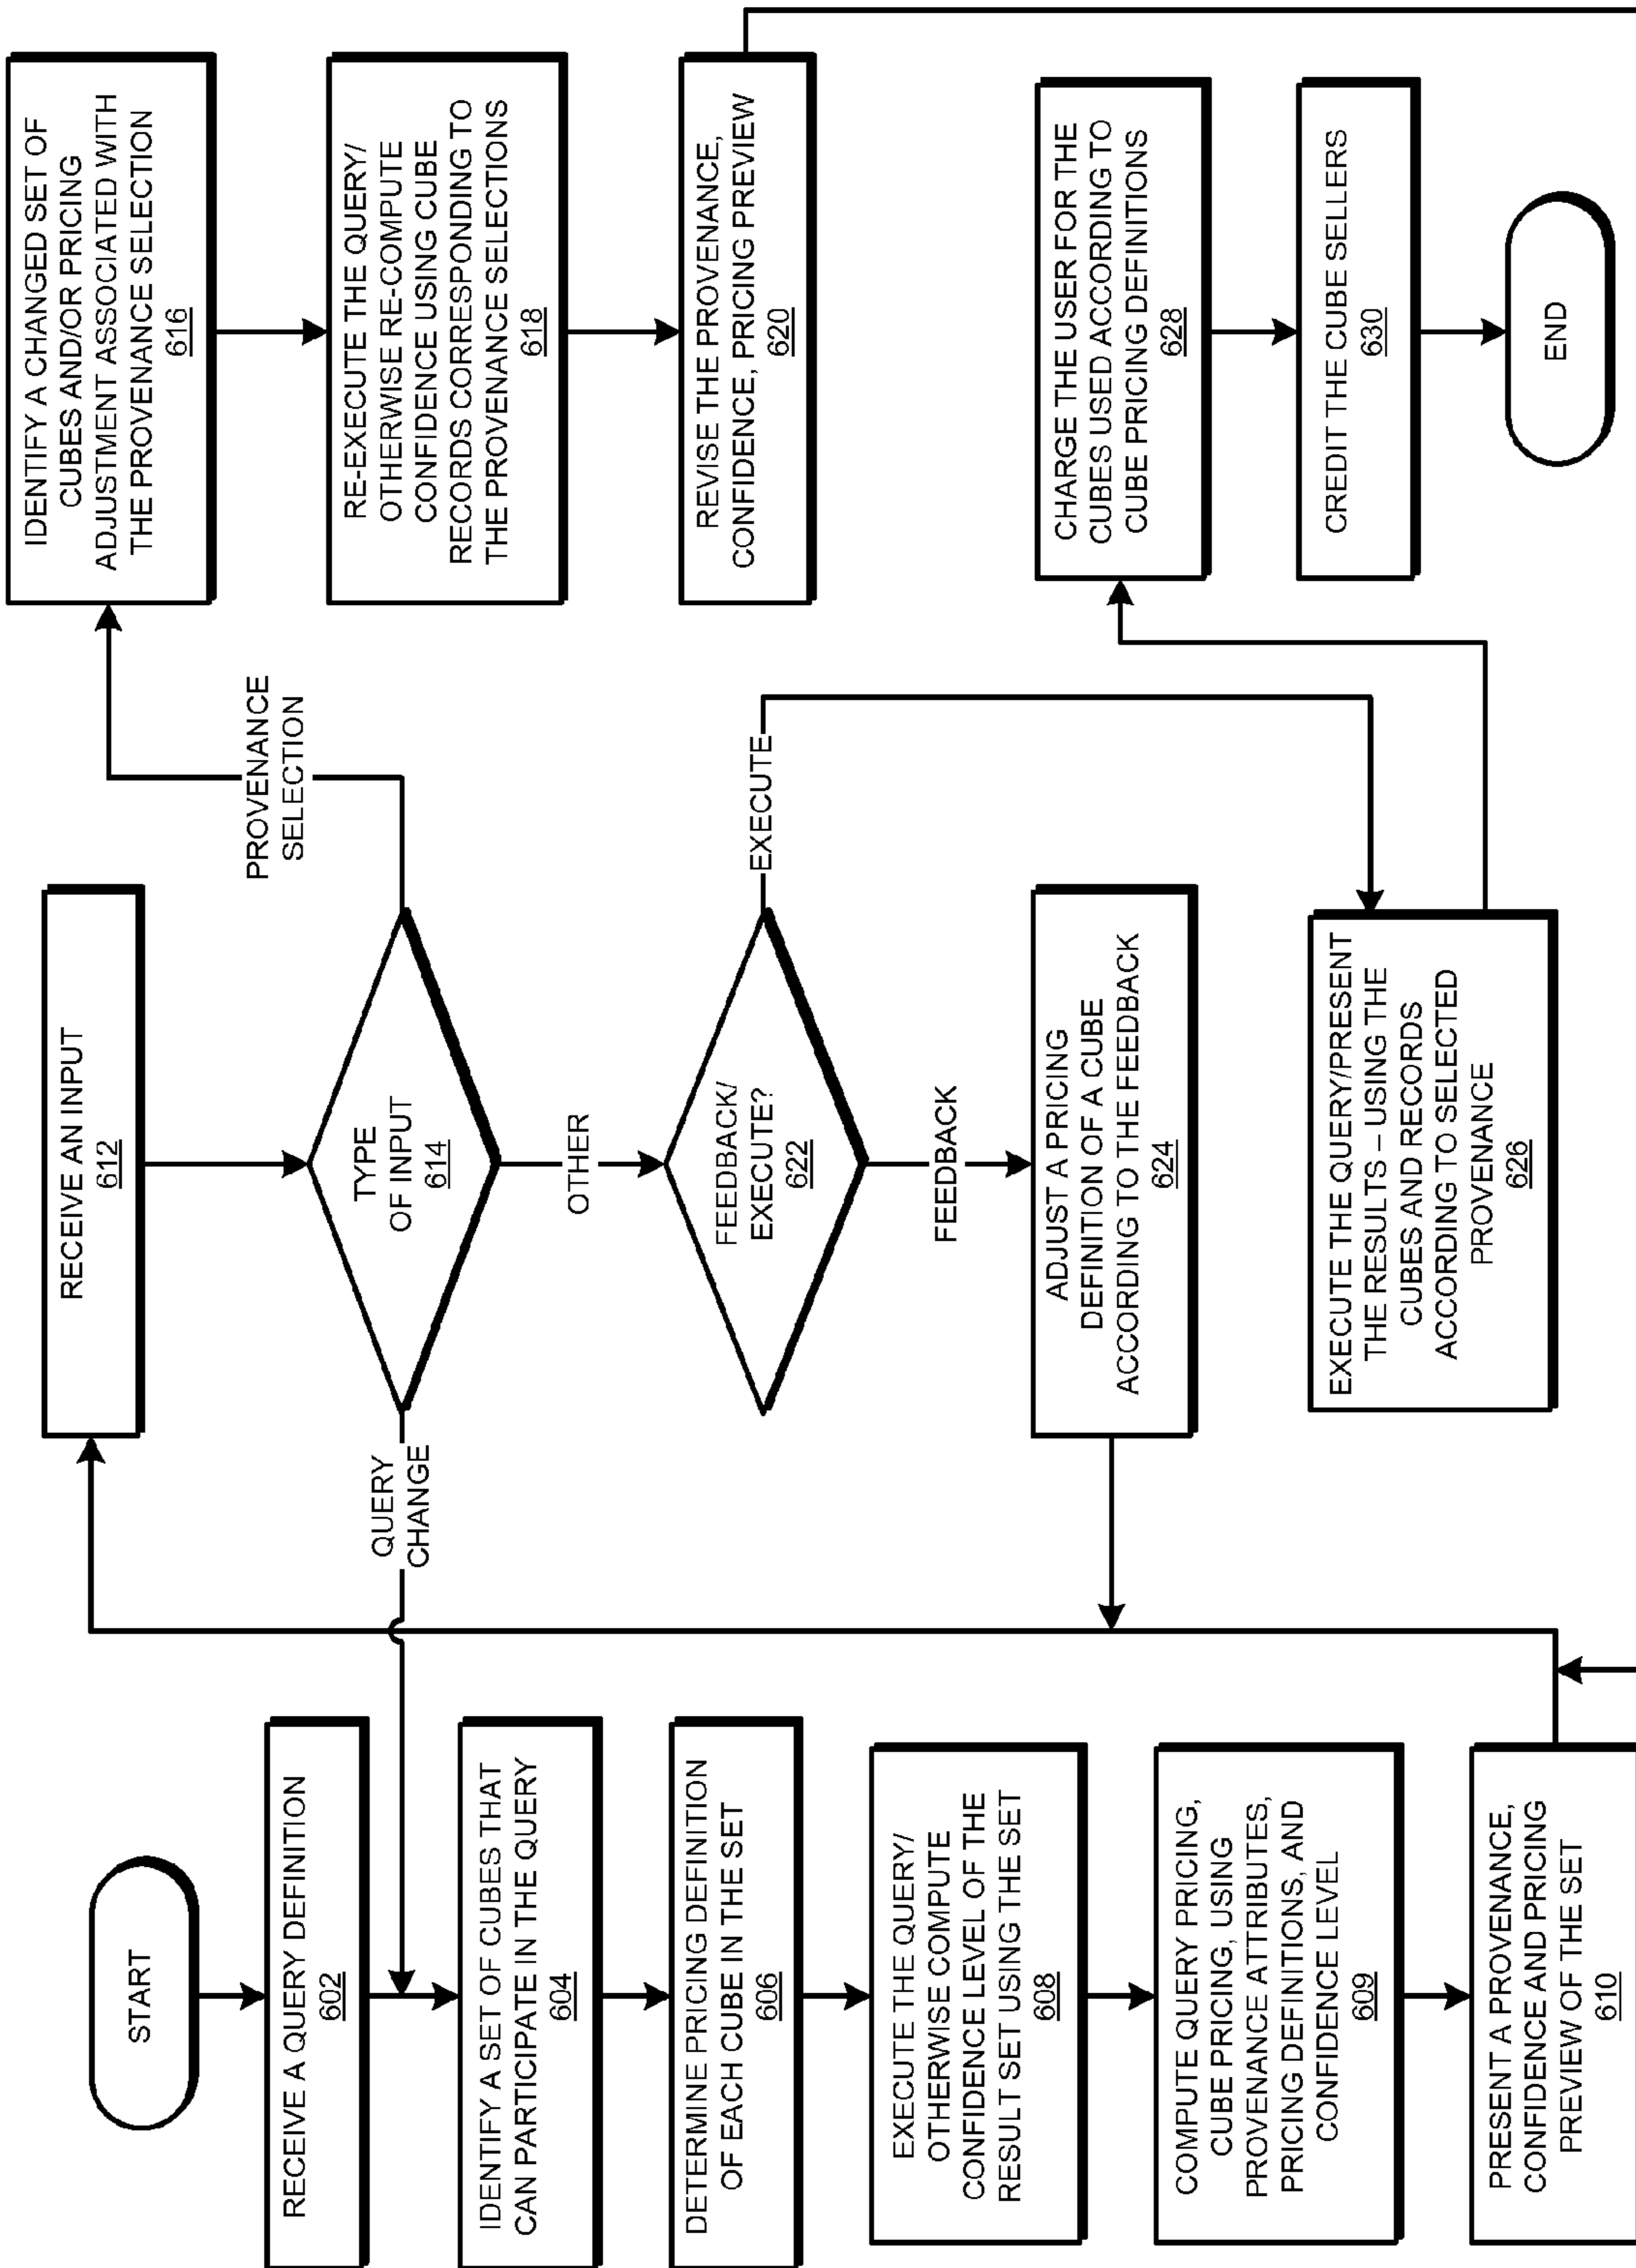 START
RECEIVE A QUERY DEFINITION
602
IDENTIFY A SET OF CUBES THAT
CAN PARTICIPATE IN THE QUERY
604
DETERMINE PRICING DEFINITION
OF EACH CUBE IN THE SET
606
EXECUTE THE QUERY/
OTHERWISE COMPUTE
CONFIDENCE LEVEL OF THE
RESULT SET USING THE SET
608
COMPUTE QUERY PRICING,
CUBE PRICING, USING
PROVENANCE ATTRIBUTES,
PRICING DEFINITIONS, AND
CONFIDENCE LEVEL
609
PRESENT A PROVENANCE,
CONFIDENCE AND PRICING
PREVIEW OF THE SET
610
RECEIVE AN INPUT
612
TYPE
OF INPUT
614
QUERY
CHANGE
PROVENANCE
SELECTION
OTHER
FEEDBACK/
EXECUTE?
622
EXECUTE
FEEDBACK
ADJUST A PRICING
DEFINITION OF A CUBE
ACCORDING TO THE FEEDBACK
624
EXECUTE THE QUERY/PRESENT
THE RESULTS – USING THE
CUBES AND RECORDS
ACCORDING TO SELECTED
PROVENANCE
626
IDENTIFY A CHANGED SET OF
CUBES AND/OR PRICING
ADJUSTMENT ASSOCIATED WITH
THE PROVENANCE SELECTION
616
RE-EXECUTE THE QUERY/
OTHERWISE RE-COMPUTE
CONFIDENCE USING CUBE
RECORDS CORRESPONDING TO
THE PROVENANCE SELECTIONS
618
REVISE THE PROVENANCE,
CONFIDENCE, PRICING PREVIEW
620
CHARGE THE USER FOR THE
CUBES USED ACCORDING TO
CUBE PRICING DEFINITIONS
628
CREDIT THE CUBE SELLERS
630
END